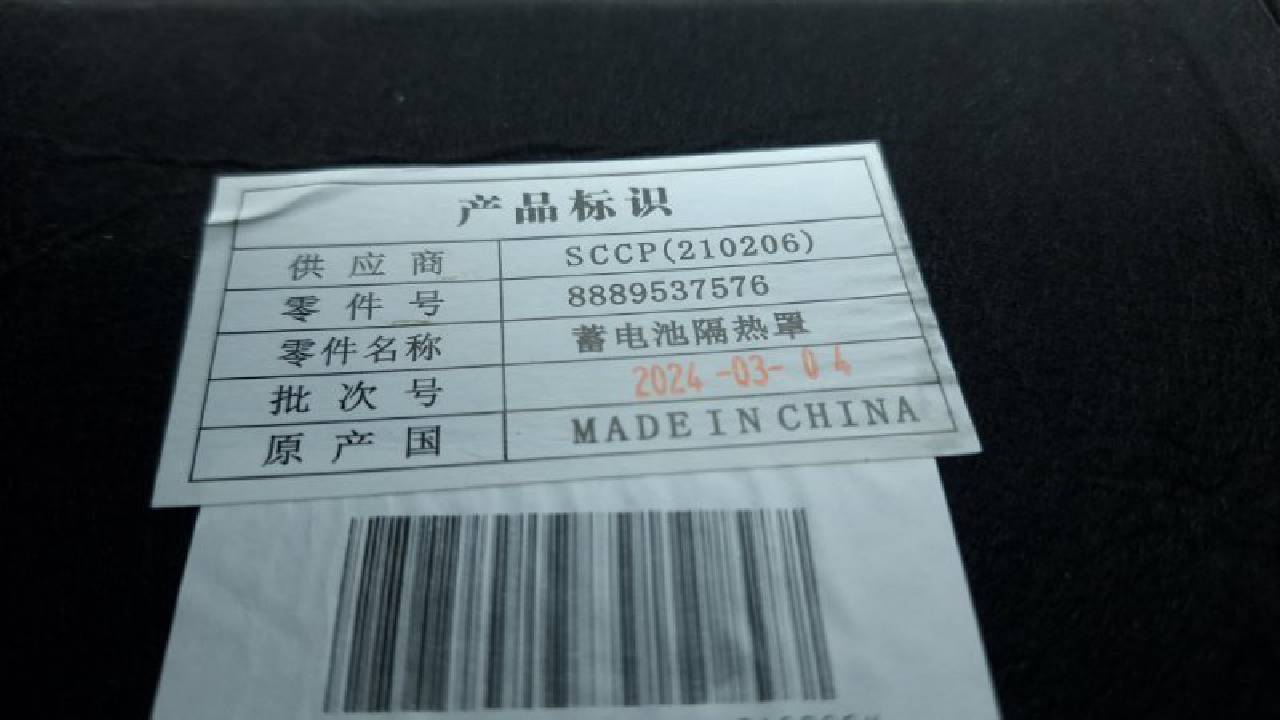 产品标识
供应商 SCCP(210206)
零件号 8889537576
零件名称 蓄电池隔热罩
批次号 2024-03-04
原产国 MADE IN CHINA